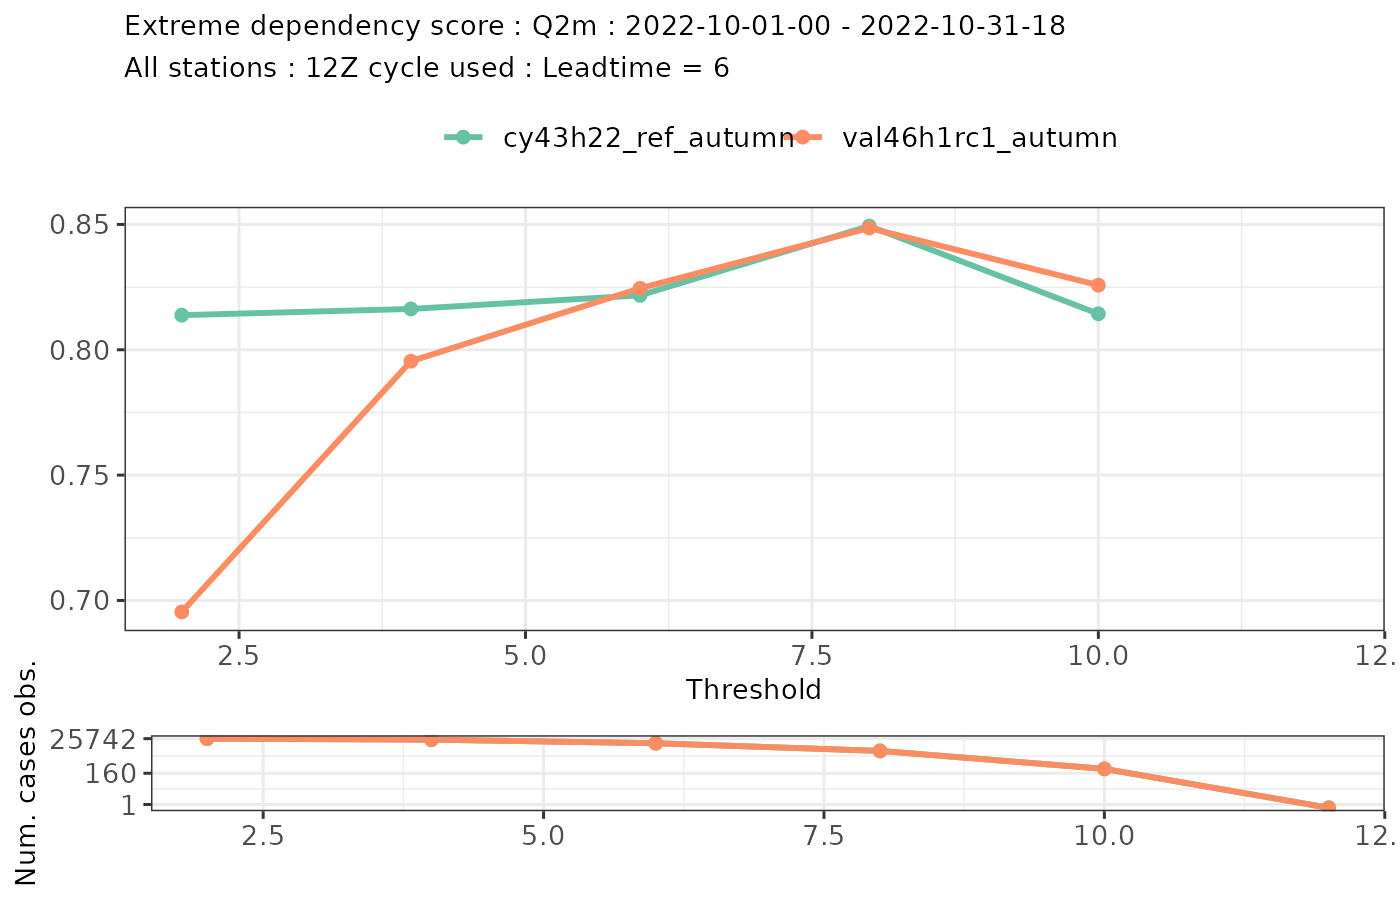 Extreme dependency score : Q2m : 2022-10-01-00 - 2022-10-31-18
All stations : 12Z cycle used : Leadtime = 6
cy43h22_ref_autumn val46h1rc1_autumn
0.85
0.80
0.75
0.70
2.5 5.0 7.5 10.0 12.
Threshold
Num. cases obs.
25742
160
1
2.5 5.0 7.5 10.0 12.